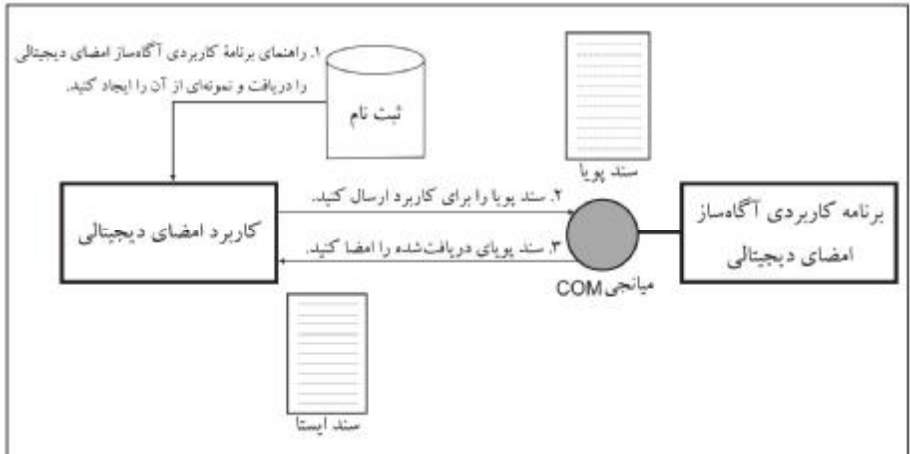 ۱. راهنمای برنامهٔ کاربردی آگاه‌ساز امضای دیجیتالی
را دریافت و نمونه‌ای از آن را ایجاد کنید.
ثبت نام
سند پویا
کاربرد امضای دیجیتالی
۲. سند پویا را برای کاربرد ارسال کنید.
۳. سند پویای دریافت‌شده را امضا کنید.
میانجی COM
برنامه کاربردی آگاه‌ساز
امضای دیجیتالی
سند ایستا